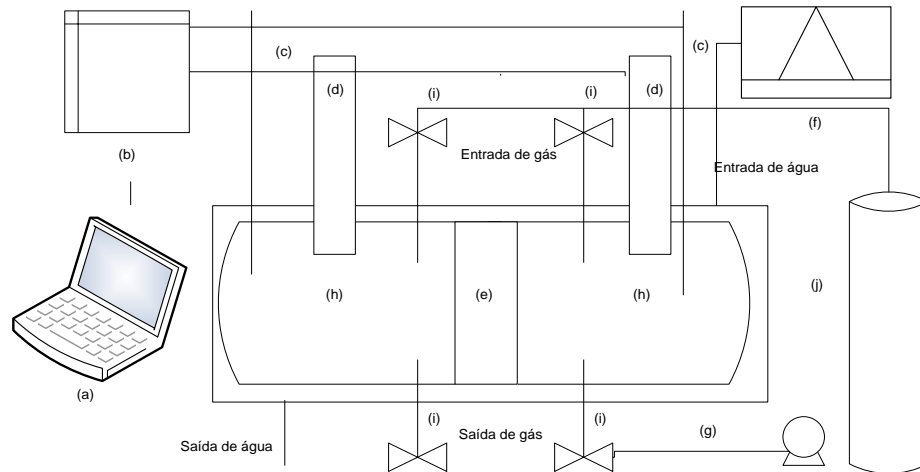 (c)
(c)
(d)
(d)
(i)
(i)
(f)
(b)
Entrada de gás
Entrada de água
(h)
(e)
(h)
(j)
(a)
(i)
(i)
(g)
Saída de água
Saída de gás